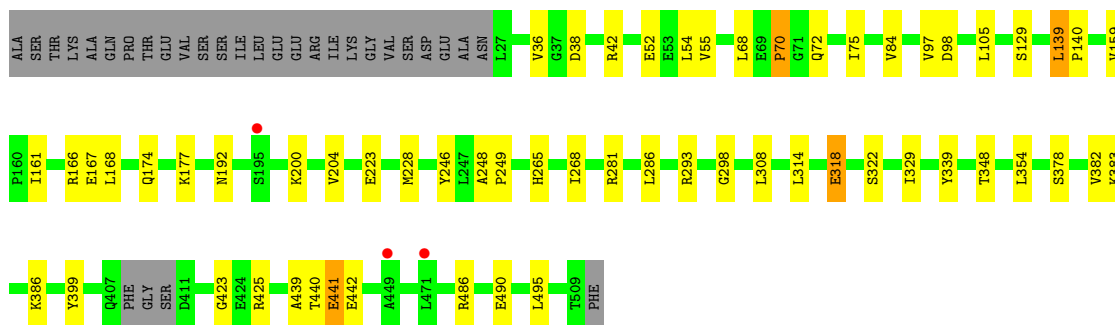 ALA SER THR LYS ALA GLN PRO THR GLU VAL SER SER ILE LEU GLU GLU ARG ILE LYS GLY VAL SER ASP GLU ALA ASN L27 V36 G37 D38 R42 E52 E53 L54 V55 L68 E69 P70 G71 Q72 I75 V84 V97 D98 L105 S129 L139 P140 V159
P160 I161 R166 E167 L168 Q174 K177 N192 S195 K200 V204 E223 M228 Y246 L247 A248 P249 H265 I268 R281 L286 R293 G298 L308 L314 E318 S322 I329 Y339 T348 L354 S378 V382 K383
K386 Y399 Q407 PHE GLY SER D411 G423 E424 R425 A439 T440 E441 E442 A449 L471 R486 E490 L495 T509 PHE